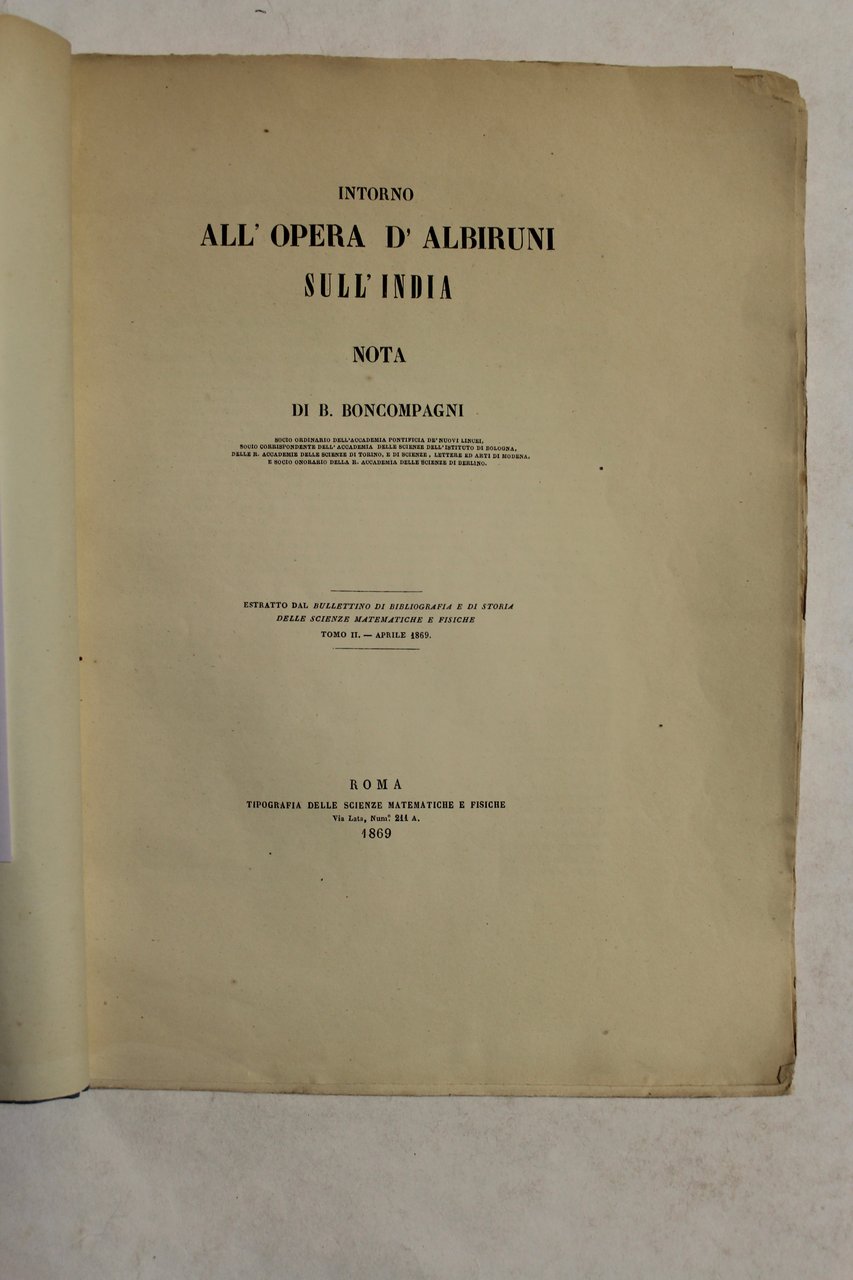 INTORNO
ALL' OPERA D' ALBIRUNI
SULL' INDIA
NOTA
DI B. BONCOMPAGNI
SOCIO ORDINARIO DELL'ACCADEMIA PONTIFICIA DE' NUOVI LINCEI,
SOCIO CORRISPONDENTE DELL' ACCADEMIA DELLE SCIENZE DELL'ISTITUTO DI BOLOGNA,
DELLE R. ACCADEMIE DELLE SCIENZE DI TORINO, E DI SCIENZE, LETTERE ED ARTI DI MODENA,
E SOCIO ONORARIO DELLA R. ACCADEMIA DELLE SCIENZE DI BERLINO.
ESTRATTO DAL BULLETTINO DI BIBLIOGRAFIA E DI STORIA
DELLE SCIENZE MATEMATICHE E FISICHE
TOMO II. — APRILE 1869.
ROMA
TIPOGRAFIA DELLE SCIENZE MATEMATICHE E FISICHE
Via Lata, Num.° 211 A.
1869